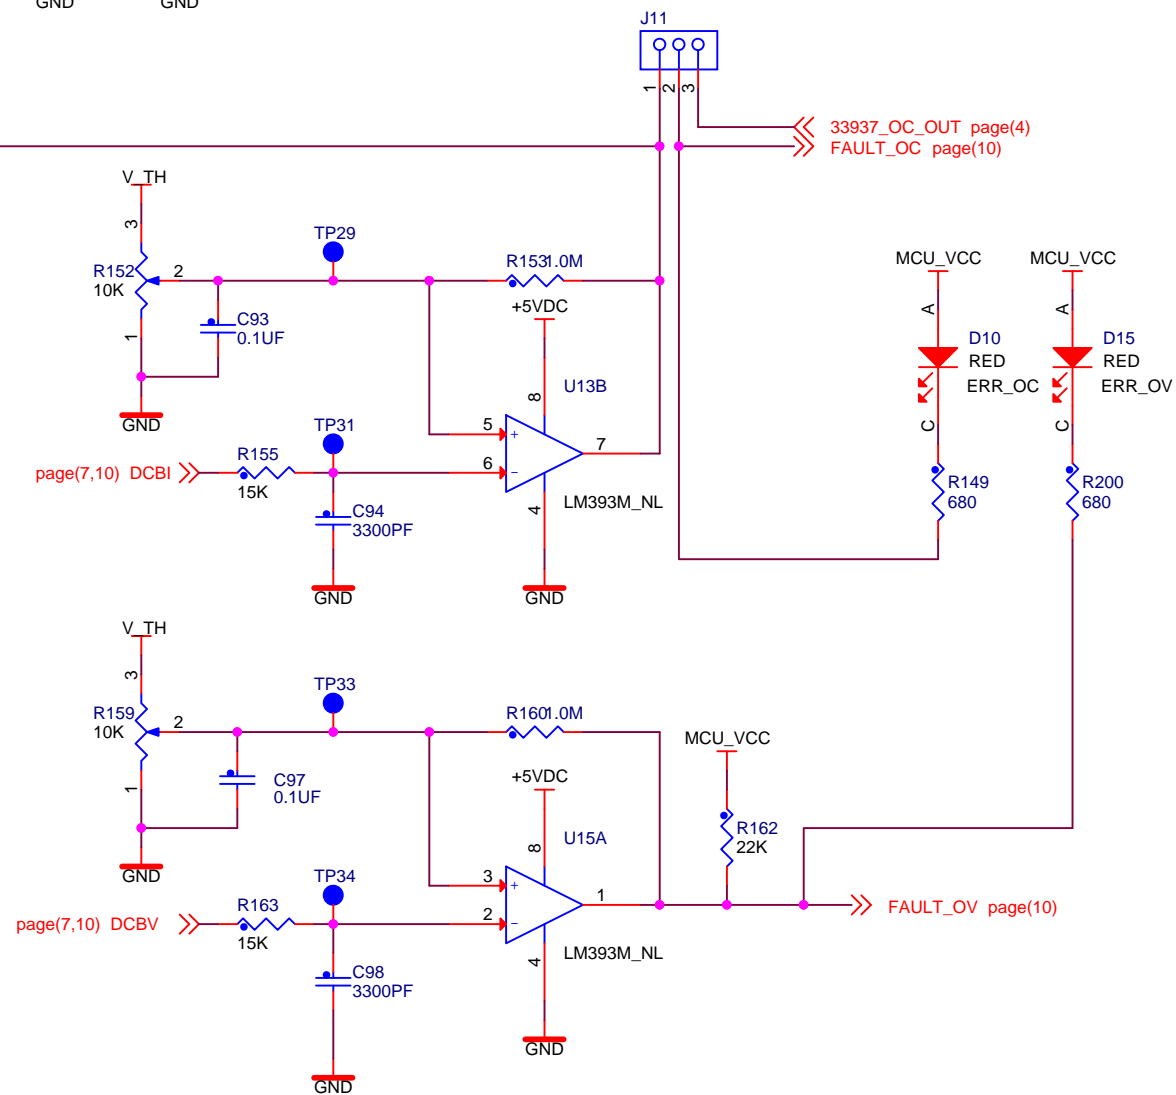 GND
GND
J11
1
2
3
33937_OC_OUT page(4)
FAULT_OC page(10)
V_TH
3
R152
10K
2
1
C93
0.1UF
GND
TP29
R153
1.0M
+5VDC
U13B
8
5
+
6
-
7
4
LM393M_NL
GND
TP31
page(7,10) DCBI
R155
15K
C94
3300PF
GND
MCU_VCC
A
D10
RED
ERR_OC
C
R149
680
MCU_VCC
A
D15
RED
ERR_OV
C
R200
680
V_TH
3
R159
10K
2
1
C97
0.1UF
GND
TP33
R160
1.0M
+5VDC
U15A
8
3
+
2
-
1
4
LM393M_NL
GND
TP34
page(7,10) DCBV
R163
15K
C98
3300PF
GND
MCU_VCC
R162
22K
FAULT_OV page(10)